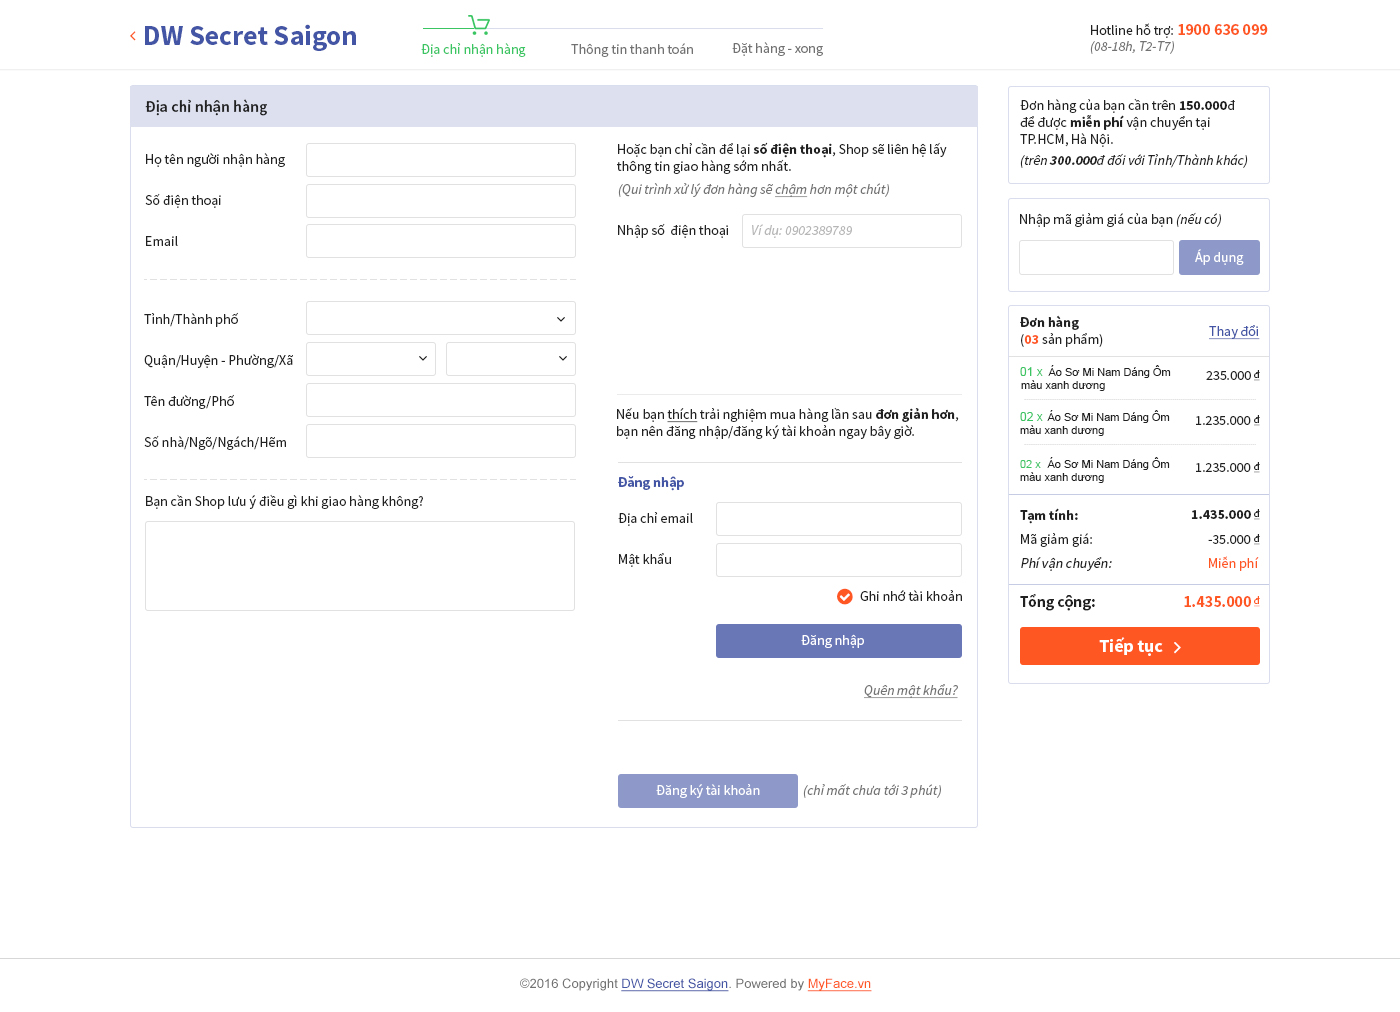 DW Secret Saigon
Địa chỉ nhận hàng
Thông tin thanh toán
Đặt hàng - xong
Hotline hỗ trợ: 1900 636 099
(08-18h, T2-T7)
Địa chỉ nhận hàng
Họ tên người nhận hàng
Số điện thoại
Email
Tỉnh/Thành phố
Quận/Huyện - Phường/Xã
Tên đường/Phố
Số nhà/Ngõ/Ngách/Hẽm
Bạn cần Shop lưu ý điều gì khi giao hàng không?
Hoặc bạn chỉ cần để lại số điện thoại, Shop sẽ liên hệ lấy
thông tin giao hàng sớm nhất.
(Qui trình xử lý đơn hàng sẽ chậm hơn một chút)
Nhập số điện thoại
Ví dụ: 0902389789
Nếu bạn thích trải nghiệm mua hàng lần sau đơn giản hơn,
bạn nên đăng nhập/đăng ký tài khoản ngay bây giờ.
Đăng nhập
Địa chỉ email
Mật khẩu
Ghi nhớ tài khoản
Đăng nhập
Quên mật khẩu?
Đăng ký tài khoản
(chỉ mất chưa tới 3 phút)
Đơn hàng của bạn cần trên 150.000đ
để được miễn phí vận chuyển tại
TP.HCM, Hà Nội.
(trên 300.000đ đối với Tỉnh/Thành khác)
Nhập mã giảm giá của bạn (nếu có)
Áp dụng
Đơn hàng
(03 sản phẩm)
Thay đổi
01 x Áo Sơ Mi Nam Dáng Ôm
màu xanh dương
235.000 ₫
02 x Áo Sơ Mi Nam Dáng Ôm
màu xanh dương
1.235.000 ₫
02 x Áo Sơ Mi Nam Dáng Ôm
màu xanh dương
1.235.000 ₫
Tạm tính: 1.435.000 ₫
Mã giảm giá: -35.000 ₫
Phí vận chuyển: Miễn phí
Tổng cộng: 1.435.000 ₫
Tiếp tục
©2016 Copyright DW Secret Saigon. Powered by MyFace.vn